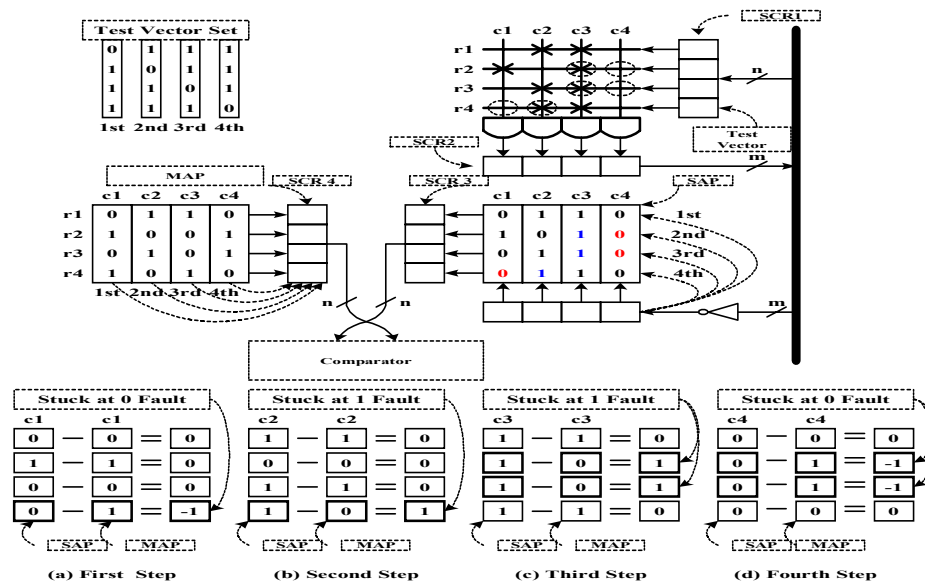 Test Vector Set
0 1 1 1
1 0 1 1
1 1 0 1
1 1 1 0
1st 2nd 3rd 4th
SCR1
c1 c2 c3 c4
r1
r2
r3
r4
n
Test
Vector
SCR2
m
MAP
SCR 4
SCR 3
SAP
c1 c2 c3 c4
r1 0 1 1 0
r2 1 0 0 1
r3 0 1 0 1
r4 1 0 1 0
1st 2nd 3rd 4th
c1 c2 c3 c4
0 1 1 0
1 0 1 0
0 1 1 0
0 1 1 0
1st
2nd
3rd
4th
n n
m
Comparator
Stuck at 0 Fault
c1 c1
0 — 0 = 0
1 — 1 = 0
0 — 0 = 0
0 — 1 = -1
SAP MAP
(a) First Step
Stuck at 1 Fault
c2 c2
1 — 1 = 0
0 — 0 = 0
1 — 1 = 0
1 — 0 = 1
SAP MAP
(b) Second Step
Stuck at 1 Fault
c3 c3
1 — 1 = 0
1 — 0 = 1
1 — 0 = 1
1 — 1 = 0
SAP MAP
(c) Third Step
Stuck at 0 Fault
c4 c4
0 — 0 = 0
0 — 1 = -1
0 — 1 = -1
0 — 0 = 0
SAP MAP
(d) Fourth Step